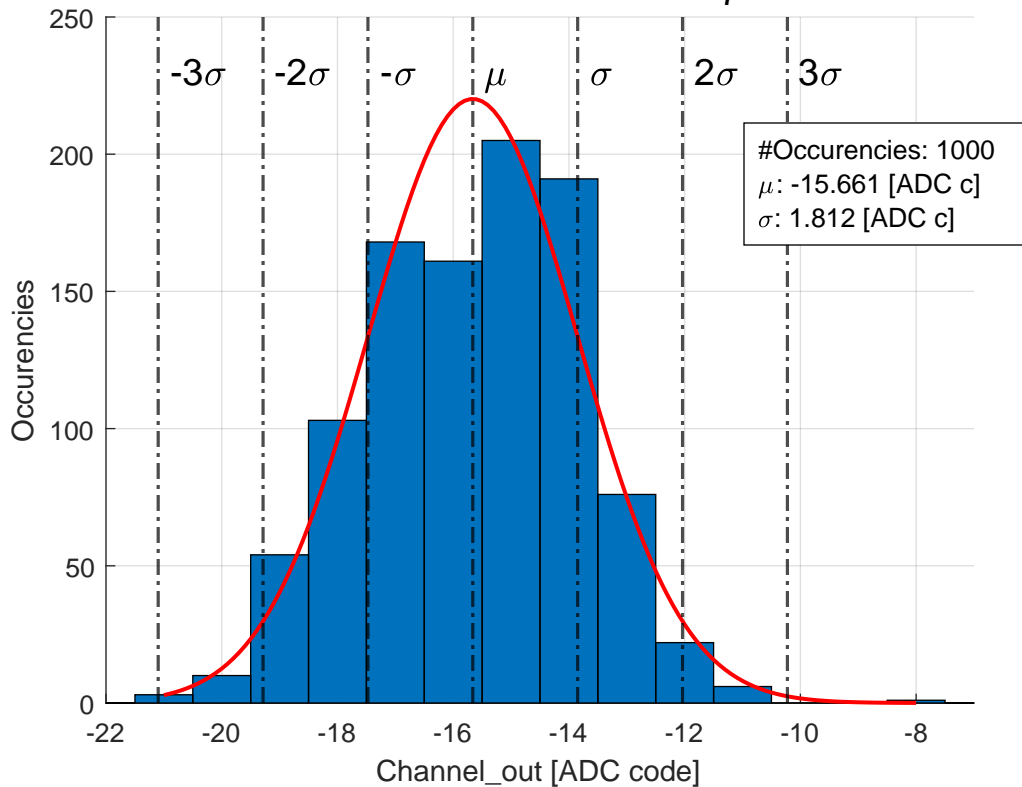 250
-3σ
-2σ
-σ
μ
σ
2σ
3σ
#Occurencies: 1000
μ: -15.661 [ADC c]
σ: 1.812 [ADC c]
200
150
100
50
0
Occurencies
-22
-20
-18
-16
-14
-12
-10
-8
Channel_out [ADC code]